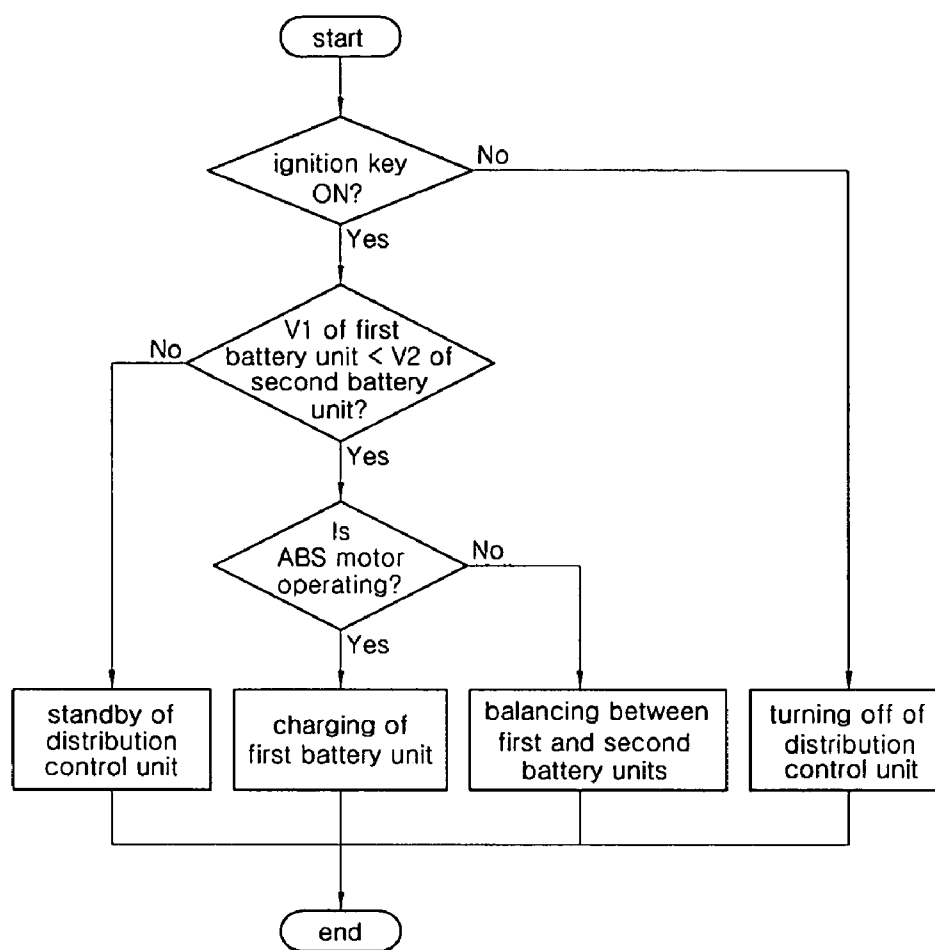 start
ignition key
ON?
No
Yes
V1 of first
battery unit < V2 of
second battery
unit?
No
Yes
Is
ABS motor
operating?
No
Yes
standby of
distribution
control unit
charging of
first battery unit
balancing between
first and second
battery units
turning off of
distribution
control unit
end